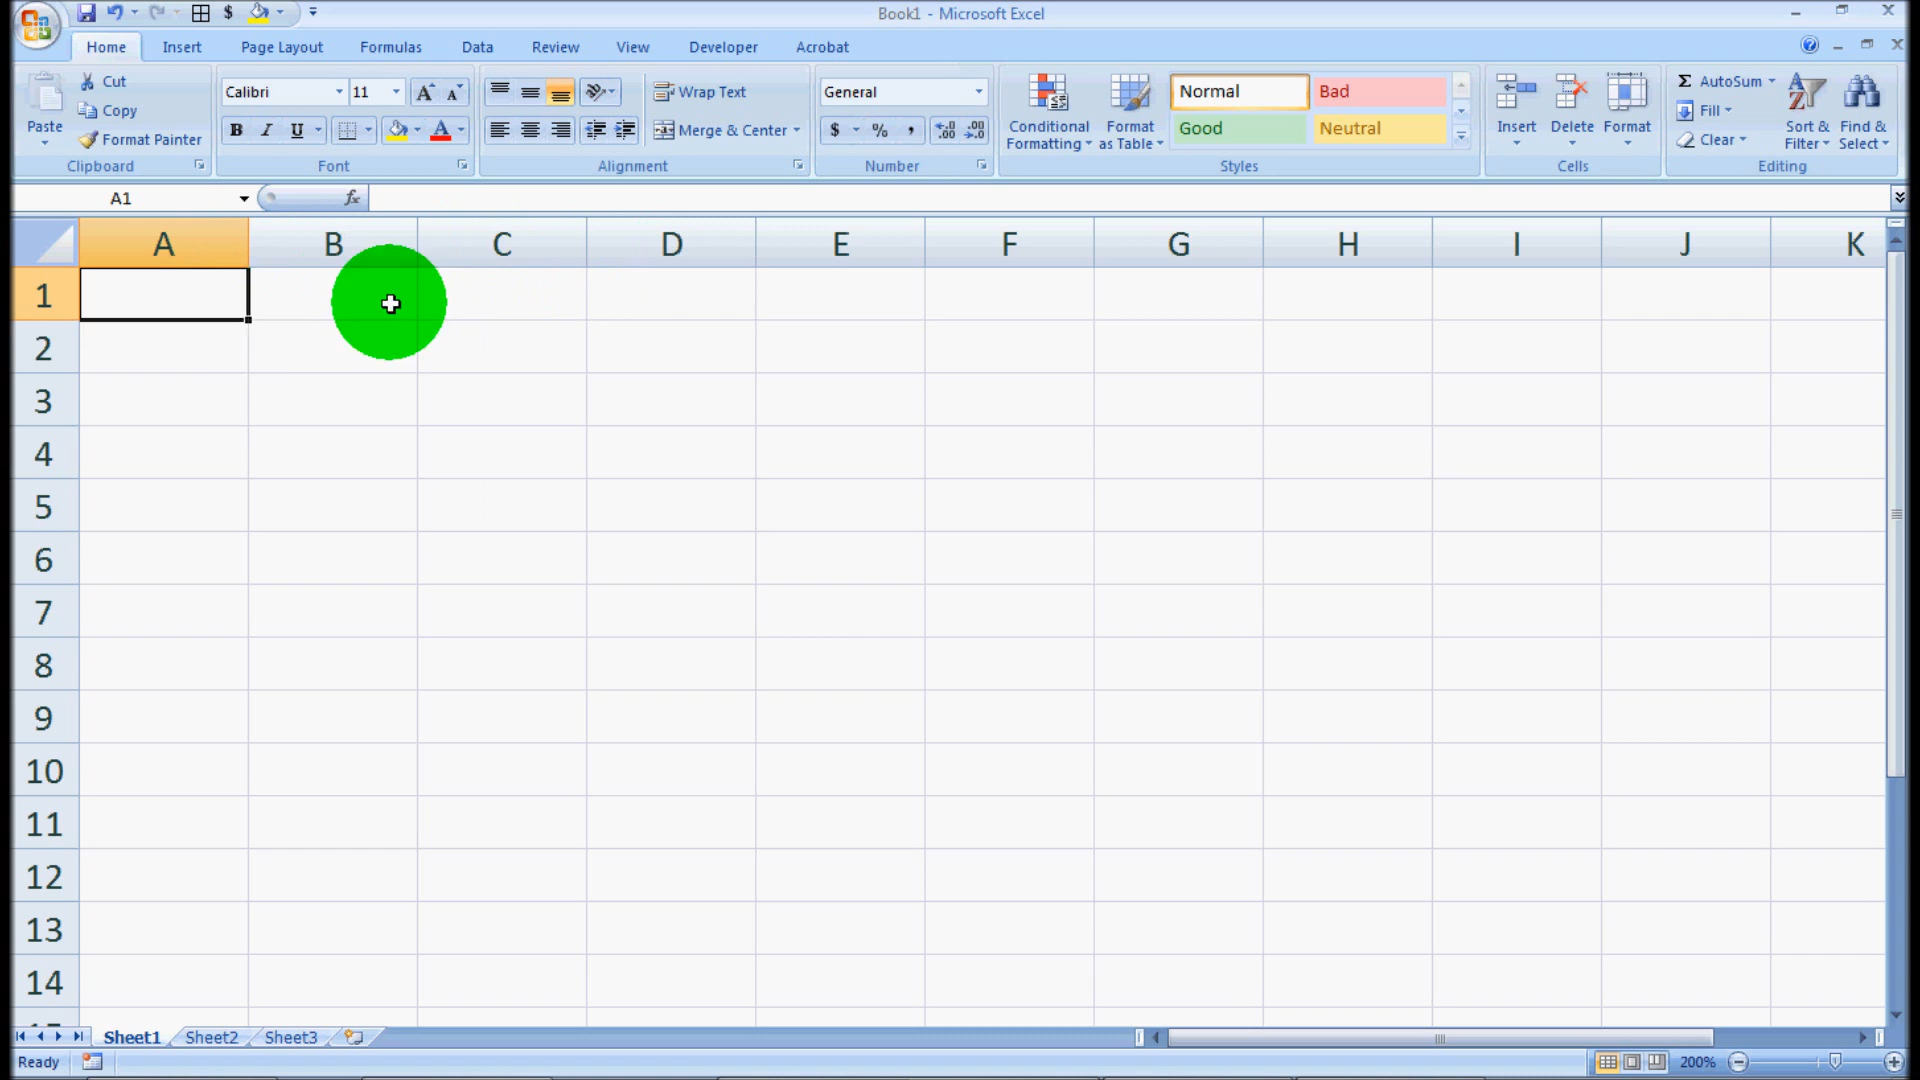 Book1 - Microsoft Excel
Home Insert Page Layout Formulas Data Review View Developer Acrobat
Paste
Cut
Copy
Format Painter
Clipboard
Calibri 11
B I U
Font
Wrap Text
Merge & Center
Alignment
General
$ % ,
Number
Conditional Formatting
Format as Table
Normal Bad
Good Neutral
Styles
Insert Delete Format
Cells
Σ AutoSum
Fill
Clear
Sort & Filter
Find & Select
Editing
A1 fx
A B C D E F G H I J K
1
2
3
4
5
6
7
8
9
10
11
12
13
14
Sheet1 Sheet2 Sheet3
Ready 200%